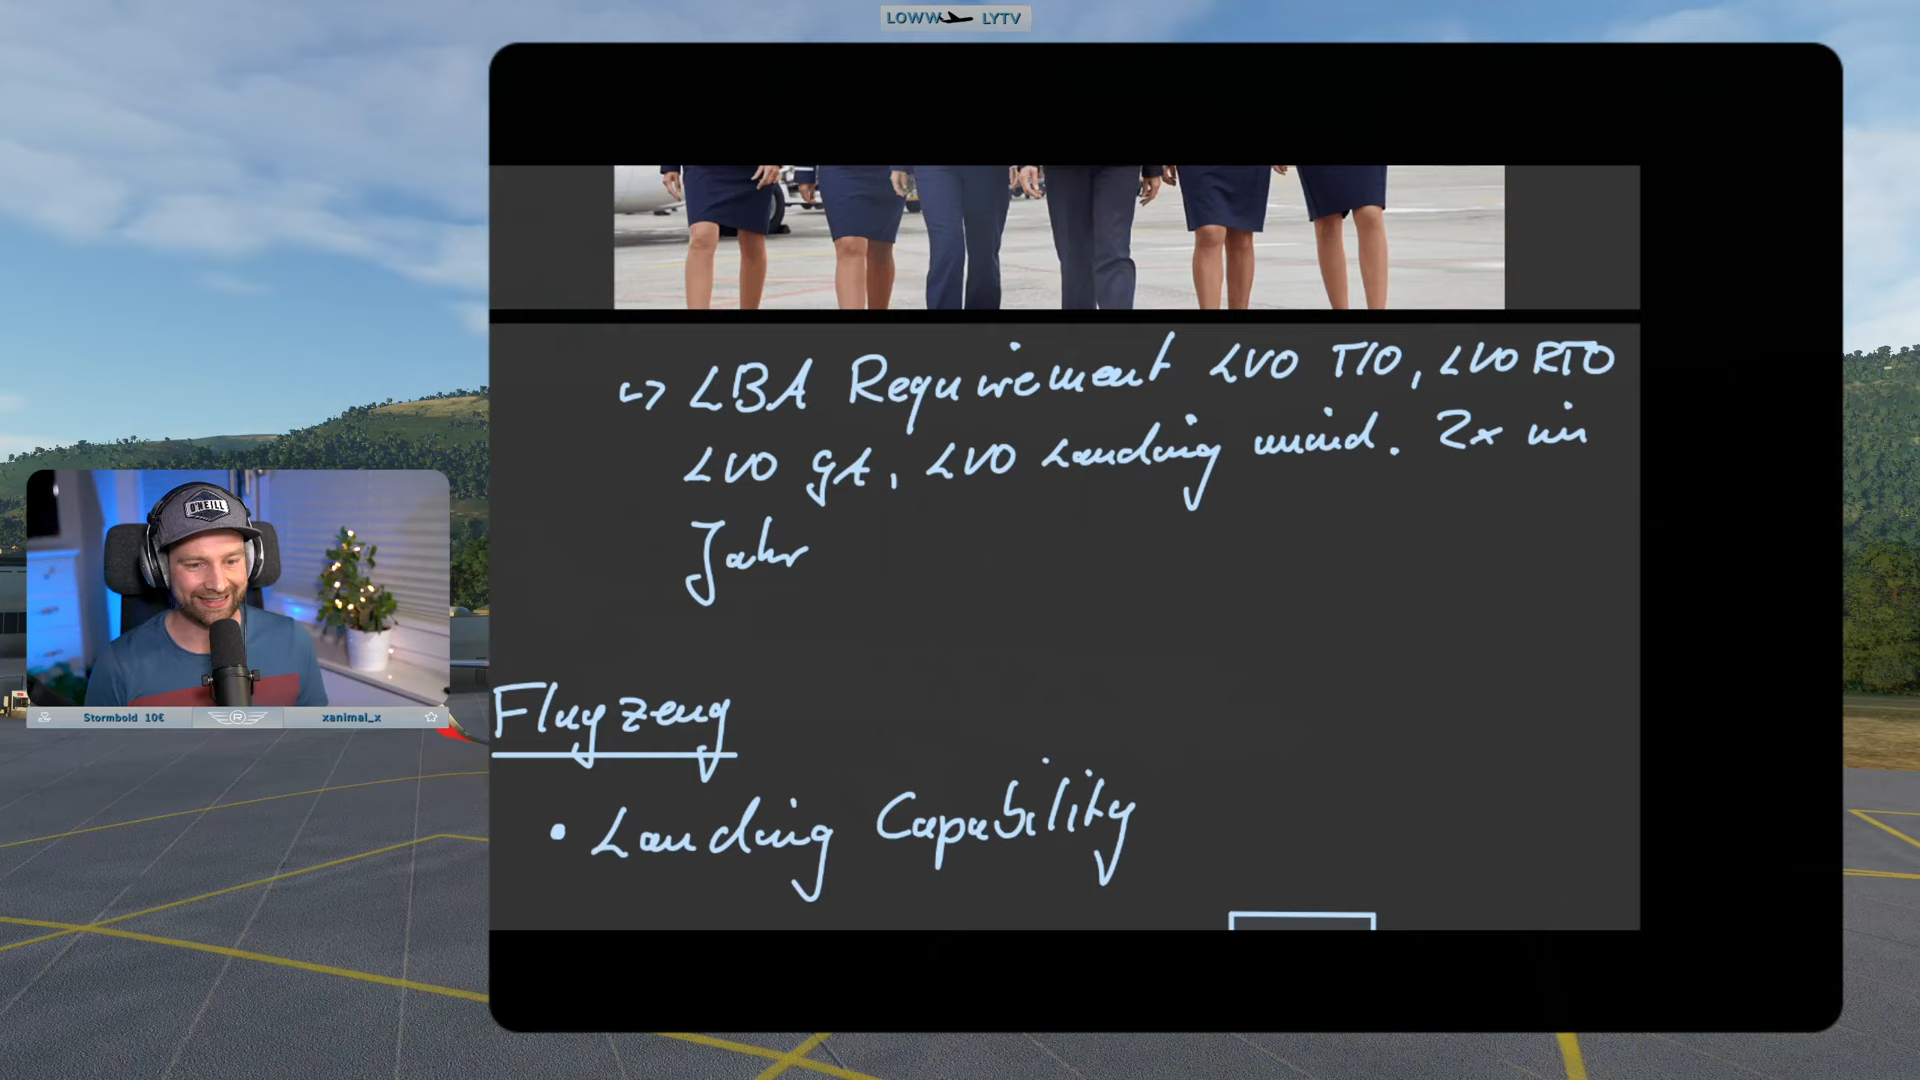 LOWW LYTV
↳ LBA Requirement LVO T/O, LVO RTO
LVO GA, LVO Landing mind. 2x im
Jahr
O'NEILL
Flugzeug
Stormbold 10€ R xanimal_x
• Landing Capability